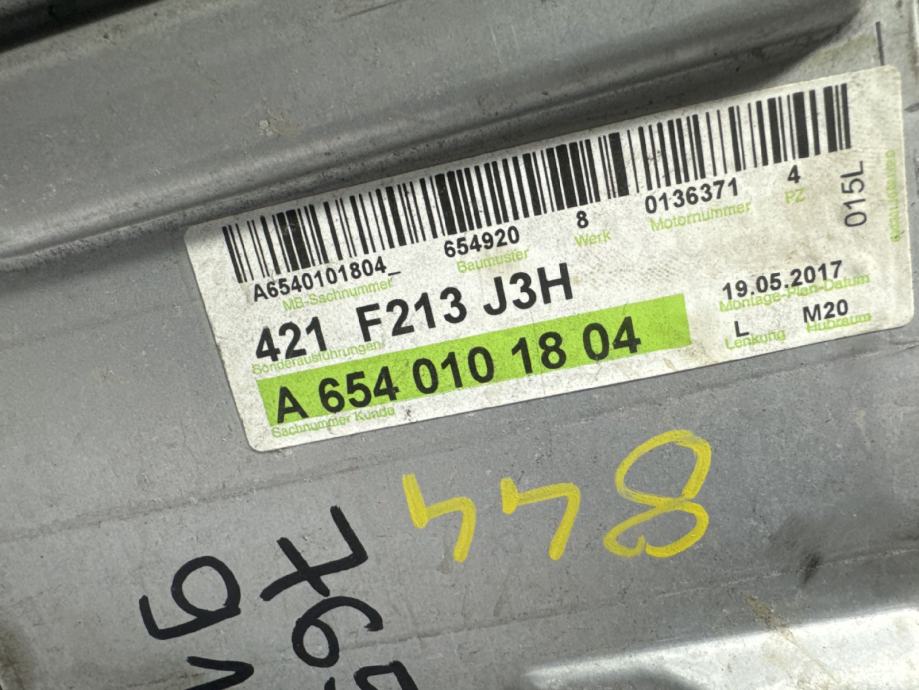 A6540101804_ 654920 8 0136371 4
MB-Sachnummer Baumuster Werk Motornummer PZ
015L
421 F213 J3H
Sonderausführungen
19.05.2017
Montage-Plan-Datum
L M20
Lenkung Hubraum
A 654 010 18 04
Sachnummer Kunde
844
765